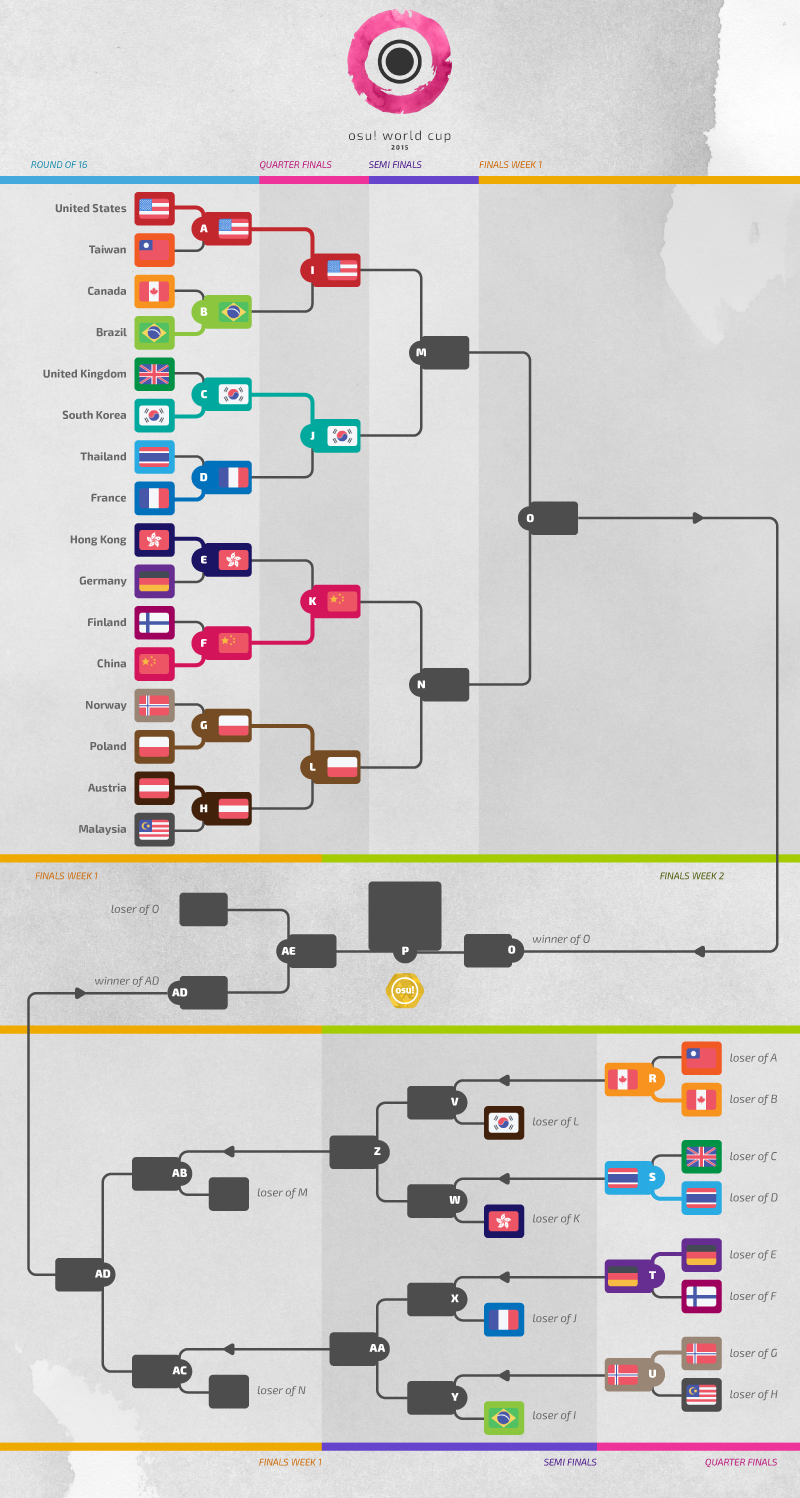 osu! world cup
2015
ROUND OF 16
QUARTER FINALS
SEMI FINALS
FINALS WEEK 1
United States
Taiwan
A
Canada
Brazil
B
I
United Kingdom
South Korea
C
Thailand
France
D
J
M
Hong Kong
Germany
E
Finland
China
F
K
Norway
Poland
G
Austria
Malaysia
H
L
N
O
FINALS WEEK 1
FINALS WEEK 2
loser of O
AE
P
O
winner of O
winner of AD
AD
osu!
R
loser of A
loser of B
V
loser of L
Z
S
loser of C
loser of D
W
loser of K
AB
loser of M
AD
T
loser of E
loser of F
X
loser of J
AA
U
loser of G
loser of H
Y
loser of I
AC
loser of N
FINALS WEEK 1
SEMI FINALS
QUARTER FINALS